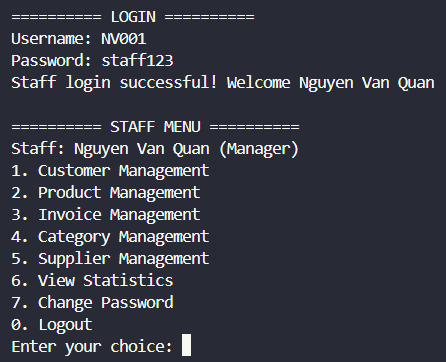 ========== LOGIN ==========
Username: NV001
Password: staff123
Staff login successful! Welcome Nguyen Van Quan
========== STAFF MENU ==========
Staff: Nguyen Van Quan (Manager)
1. Customer Management
2. Product Management
3. Invoice Management
4. Category Management
5. Supplier Management
6. View Statistics
7. Change Password
0. Logout
Enter your choice: